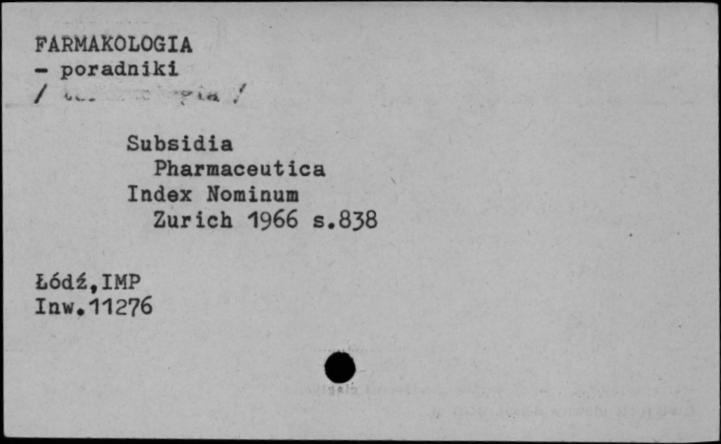 FARMAKOLOGIA
- poradniki
/ /
Subsidia
Pharmaceutica
Index Nominum
Zurich 1966 s.838
Łódź,IMP
Inw.11276